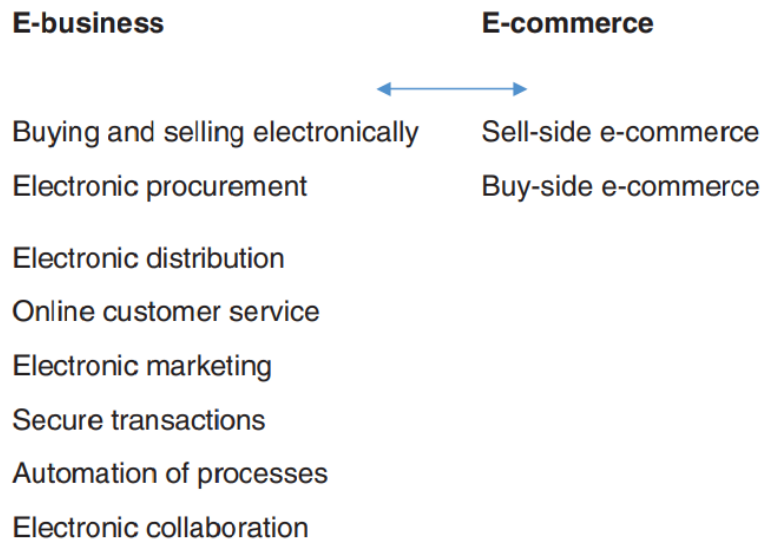 E-business E-commerce
Buying and selling electronically Sell-side e-commerce
Electronic procurement Buy-side e-commerce
Electronic distribution
Online customer service
Electronic marketing
Secure transactions
Automation of processes
Electronic collaboration